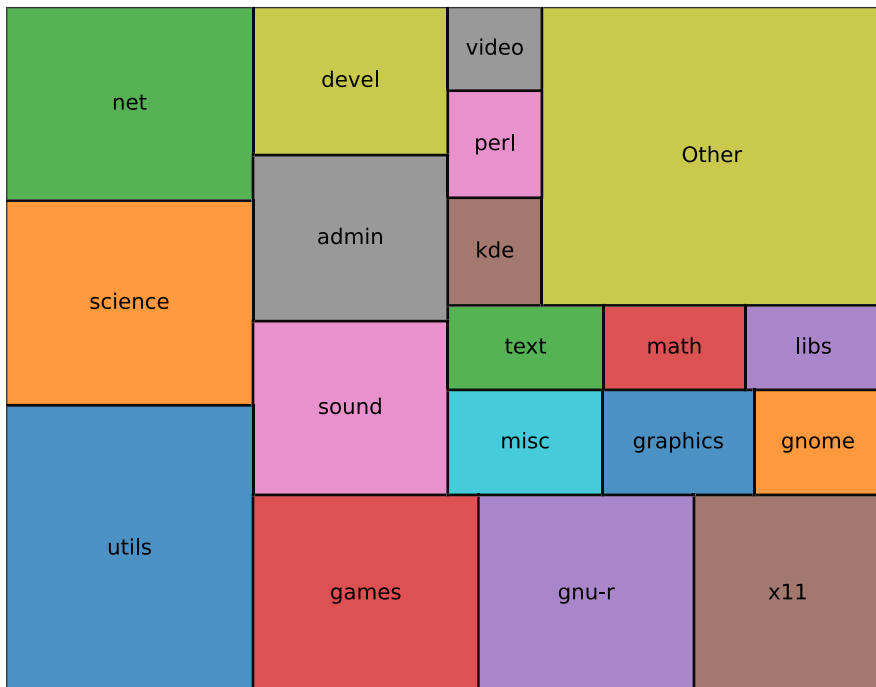 video
devel
net
perl
Other
admin
kde
science
text
math
libs
sound
misc
graphics
gnome
utils
games
gnu-r
x11